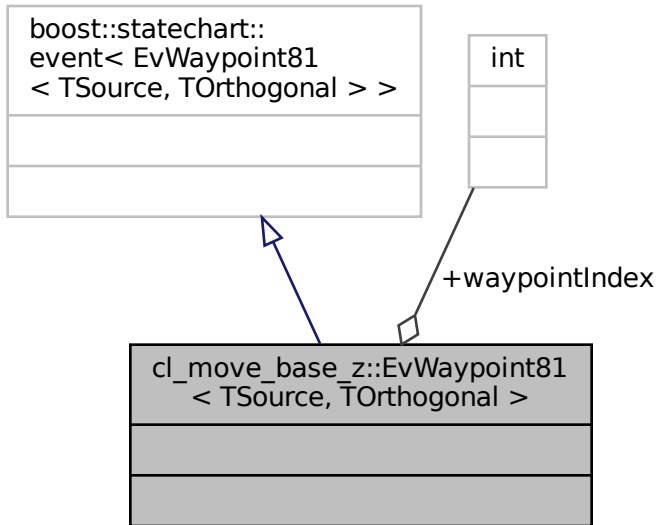 boost::statechart::
event< EvWaypoint81
< TSource, TOrthogonal > >
int
+waypointIndex
cl_move_base_z::EvWaypoint81
< TSource, TOrthogonal >